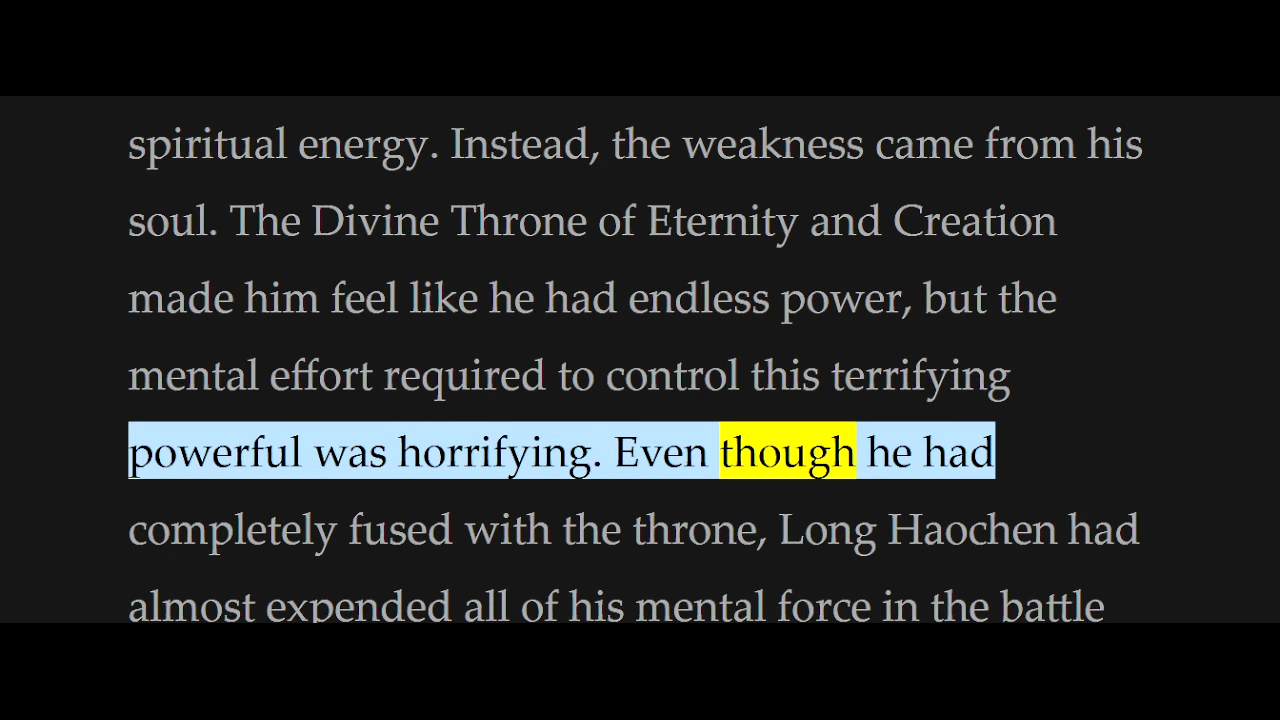 spiritual energy. Instead, the weakness came from his
soul. The Divine Throne of Eternity and Creation
made him feel like he had endless power, but the
mental effort required to control this terrifying
powerful was horrifying. Even though he had
completely fused with the throne, Long Haochen had
almost expended all of his mental force in the battle